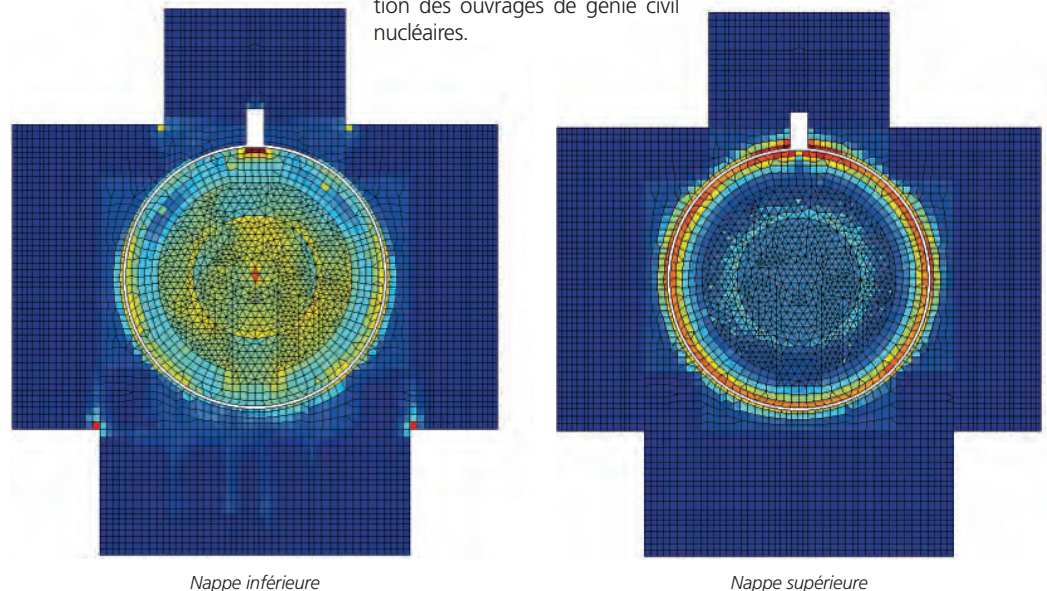 tion des ouvrages de génie civil
nucléaires.
Nappe inférieure
Nappe supérieure